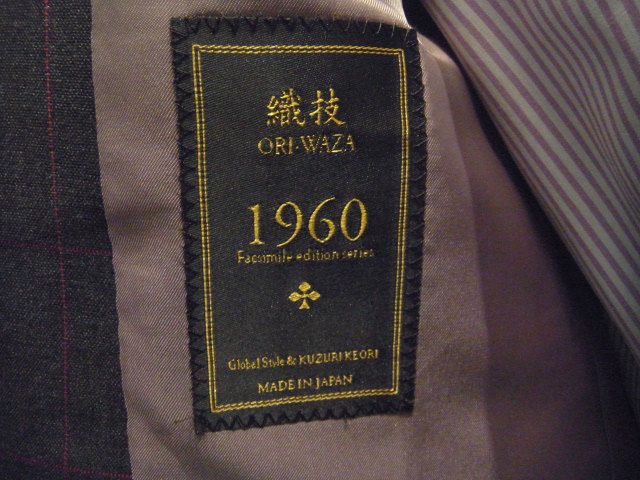 織技
ORI-WAZA
1960
Facsimile edition series
Global Style & KUZURI KEORI
MADE IN JAPAN